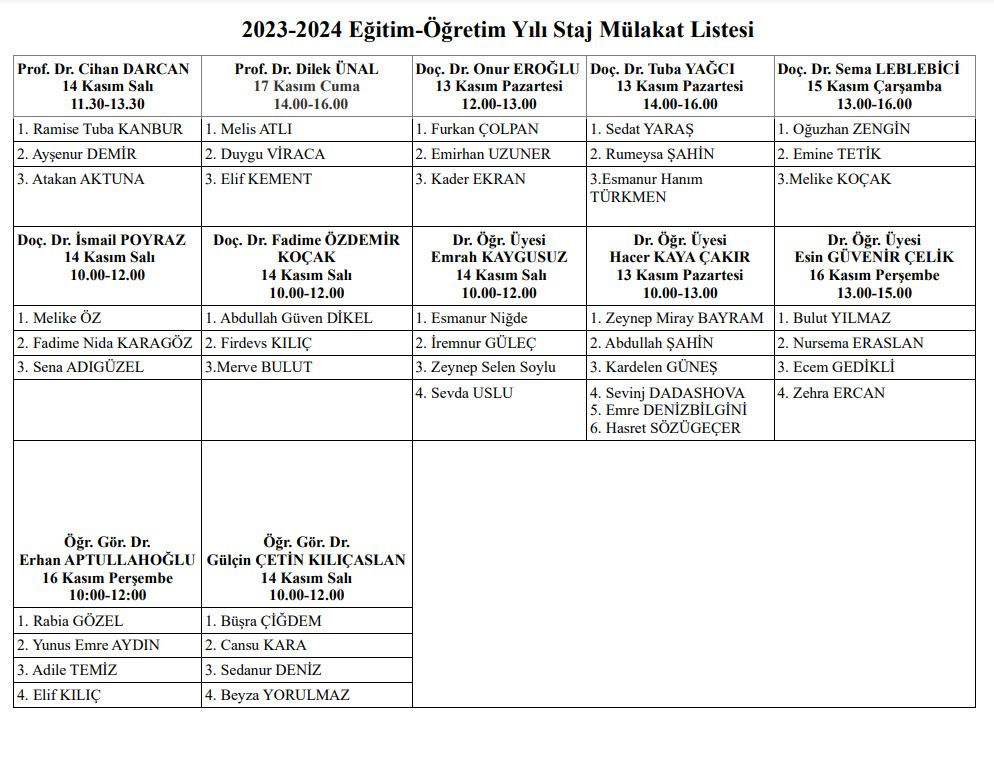 2023-2024 Eğitim-Öğretim Yılı Staj Mülakat Listesi
Prof. Dr. Cihan DARCAN
14 Kasım Salı
11.30-13.30
Prof. Dr. Dilek ÜNAL
17 Kasım Cuma
14.00-16.00
Doç. Dr. Onur EROĞLU
13 Kasım Pazartesi
12.00-13.00
Doç. Dr. Tuba YAĞCI
13 Kasım Pazartesi
14.00-16.00
Doç. Dr. Sema LEBLEBİCİ
15 Kasım Çarşamba
13.00-16.00
1. Ramise Tuba KANBUR
1. Melis ATLI
1. Furkan ÇOLPAN
1. Sedat YARAŞ
1. Oğuzhan ZENGİN
2. Ayşenur DEMİR
2. Duygu VİRACA
2. Emirhan UZUNER
2. Rumeysa ŞAHİN
2. Emine TETİK
3. Atakan AKTUNA
3. Elif KEMENT
3. Kader EKRAN
3.Esmanur Hanım
TÜRKMEN
3.Melike KOÇAK
Doç. Dr. İsmail POYRAZ
14 Kasım Salı
10.00-12.00
Doç. Dr. Fadime ÖZDEMİR
KOÇAK
14 Kasım Salı
10.00-12.00
Dr. Öğr. Üyesi
Emrah KAYGUSUZ
14 Kasım Salı
10.00-12.00
Dr. Öğr. Üyesi
Hacer KAYA ÇAKIR
13 Kasım Pazartesi
10.00-13.00
Dr. Öğr. Üyesi
Esin GÜVENİR ÇELİK
16 Kasım Perşembe
13.00-15.00
1. Melike ÖZ
1. Abdullah Güven DİKEL
1. Esmanur Niğde
1. Zeynep Miray BAYRAM
1. Bulut YILMAZ
2. Fadime Nida KARAGÖZ
2. Firdevs KILIÇ
2. İremnur GÜLEÇ
2. Abdullah ŞAHİN
2. Nursema ERASLAN
3. Sena ADIGÜZEL
3.Merve BULUT
3. Zeynep Selen Soylu
3. Kardelen GÜNEŞ
3. Ecem GEDİKLİ
4. Sevda USLU
4. Sevinj DADASHOVA
5. Emre DENİZBİLGİNİ
6. Hasret SÖZÜGEÇER
4. Zehra ERCAN
Öğr. Gör. Dr.
Erhan APTULLAHOĞLU
16 Kasım Perşembe
10:00-12:00
Öğr. Gör. Dr.
Gülçin ÇETİN KILIÇASLAN
14 Kasım Salı
10.00-12.00
1. Rabia GÖZEL
1. Büşra ÇİĞDEM
2. Yunus Emre AYDIN
2. Cansu KARA
3. Adile TEMİZ
3. Sedanur DENİZ
4. Elif KILIÇ
4. Beyza YORULMAZ